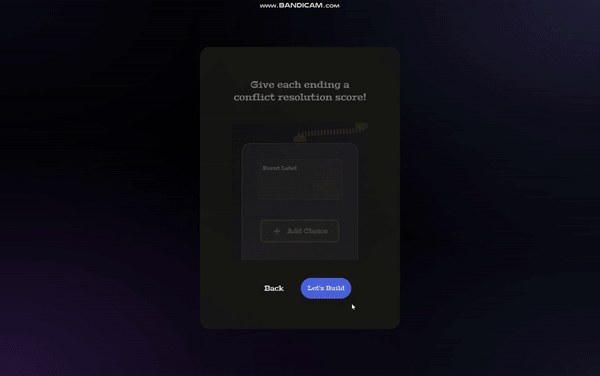 www.BANDICAM.com
Give each ending a
conflict resolution score!
Event Label
+ Add Choice
Back
Let's Build